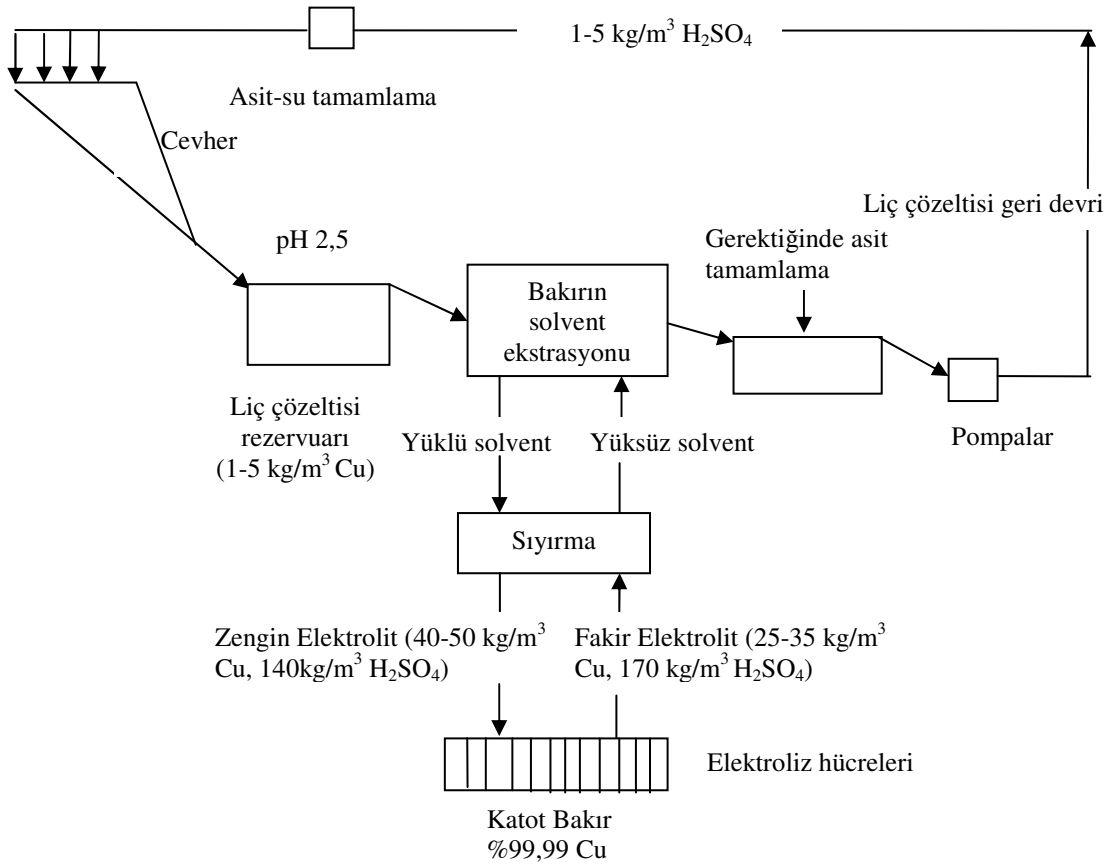 1-5 kg/m³ H₂SO₄
Asit-su tamamlama
Cevher
Liç çözeltisi geri devri
pH 2,5
Gerektiğinde asit
tamamlama
Bakırın
solvent
ekstrasyonu
Liç çözeltisi
rezervuarı
(1-5 kg/m³ Cu)
Yüklü solvent
Yüksüz solvent
Pompalar
Sıyırma
Zengin Elektrolit (40-50 kg/m³
Cu, 140kg/m³ H₂SO₄)
Fakir Elektrolit (25-35 kg/m³
Cu, 170 kg/m³ H₂SO₄)
Elektroliz hücreleri
Katot Bakır
%99,99 Cu